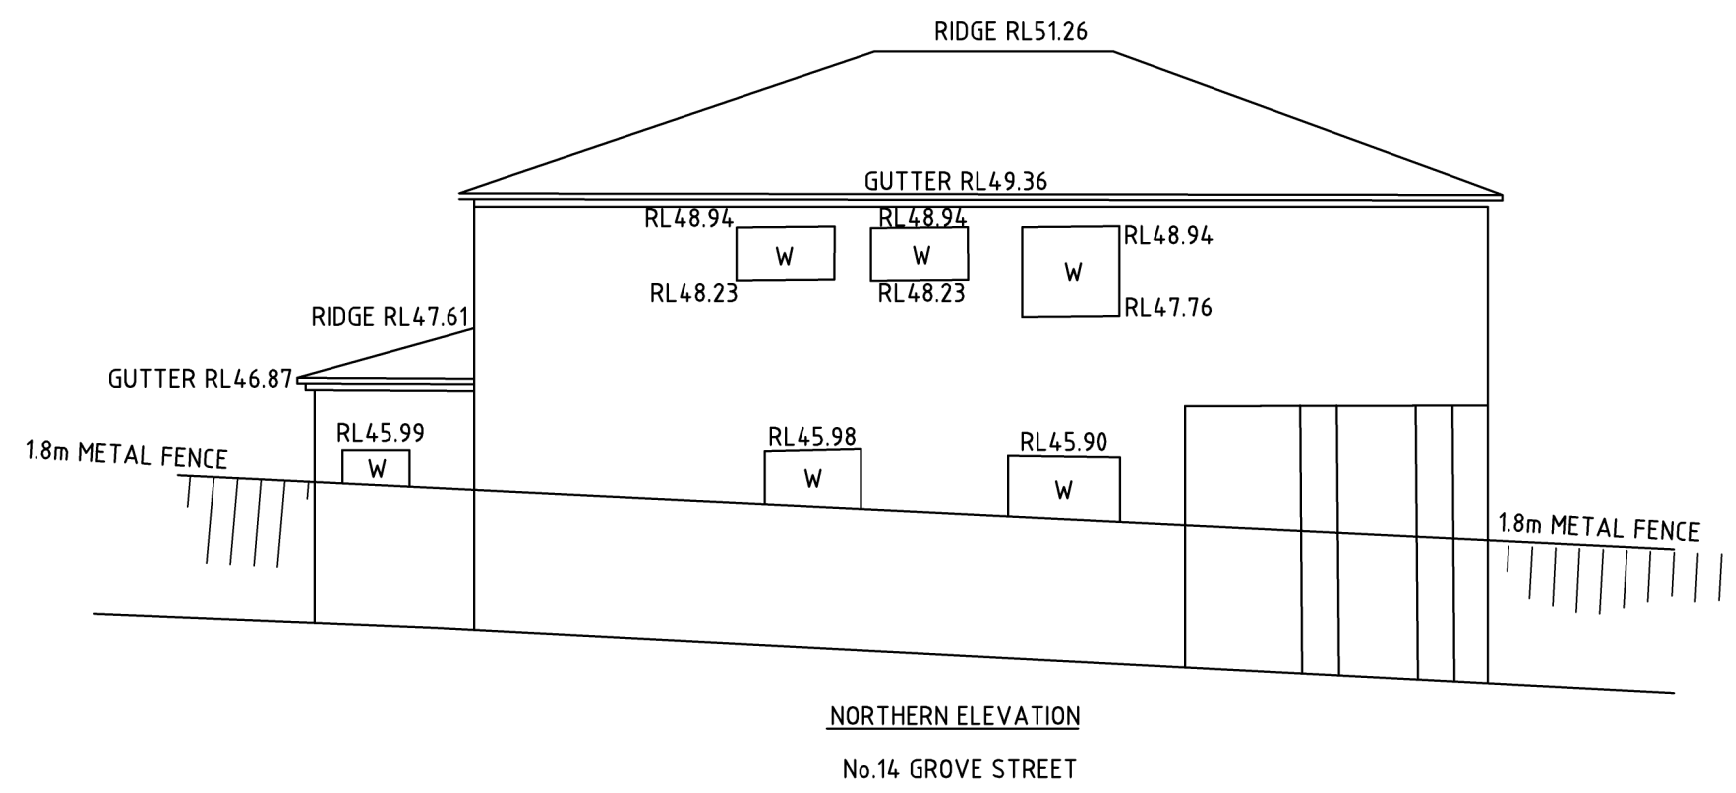 RIDGE RL51.26
GUTTER RL49.36
RL48.94
RL48.94
RL48.94
W
W
W
RL48.23
RL48.23
RL47.76
RIDGE RL47.61
GUTTER RL46.87
RL45.99
RL45.98
RL45.90
1.8m METAL FENCE
W
W
W
1.8m METAL FENCE
NORTHERN ELEVATION
No.14 GROVE STREET